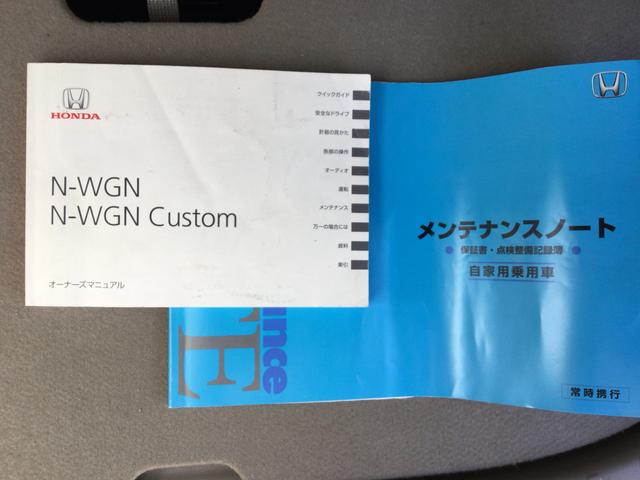 HONDA
N-WGN
N-WGN Custom
オーナーズマニュアル
クイックガイド
安全なドライブ
計器の見かた
各部の操作
オーディオ
運転
メンテナンス
万一の場合には
資料
索引
メンテナンスノート
保証書・点検整備記録簿
自家用乗用車
常時携行